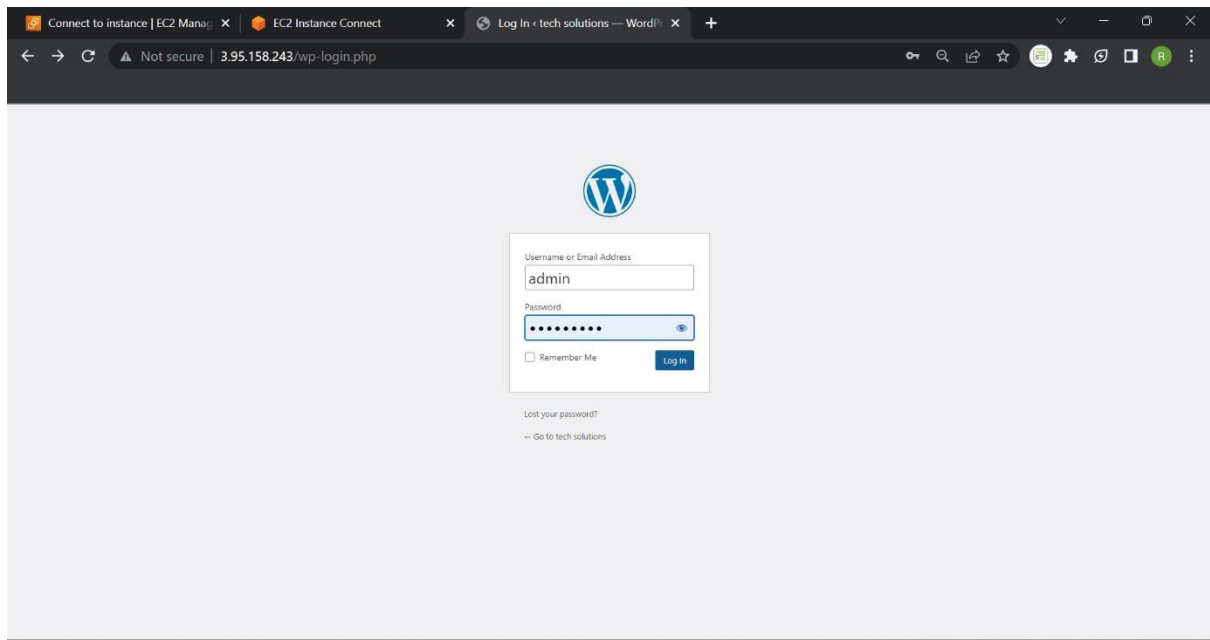 Connect to instance | EC2 Manag
EC2 Instance Connect
Log In ‹ tech solutions — WordPr
Not secure | 3.95.158.243/wp-login.php
R
W
Username or Email Address
admin
Password
•••••••••
Remember Me
Log In
Lost your password?
← Go to tech solutions